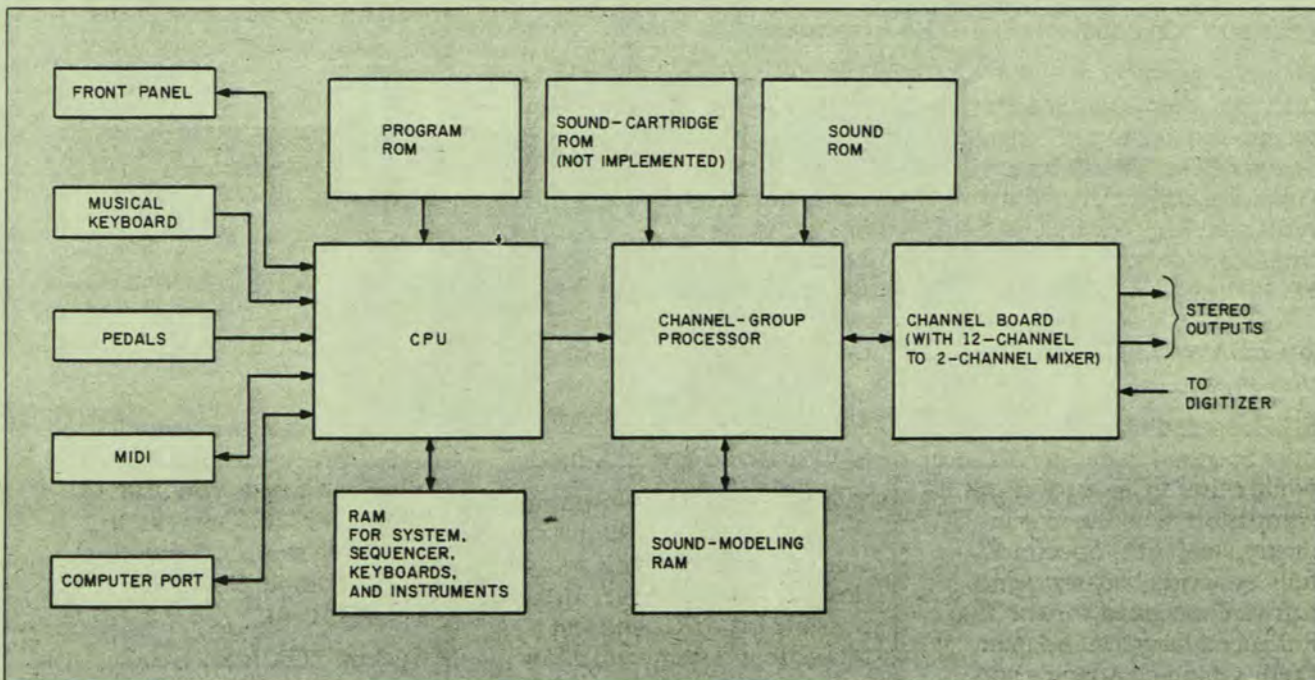 FRONT PANEL
MUSICAL
KEYBOARD
PEDALS
MIDI
COMPUTER PORT
PROGRAM
ROM
SOUND-CARTRIDGE
ROM
(NOT IMPLEMENTED)
SOUND
ROM
CPU
CHANNEL-GROUP
PROCESSOR
CHANNEL BOARD
(WITH 12-CHANNEL
TO 2-CHANNEL MIXER)
STEREO
OUTPUTS
TO
DIGITIZER
RAM
FOR SYSTEM,
SEQUENCER,
KEYBOARDS,
AND INSTRUMENTS
SOUND-MODELING
RAM